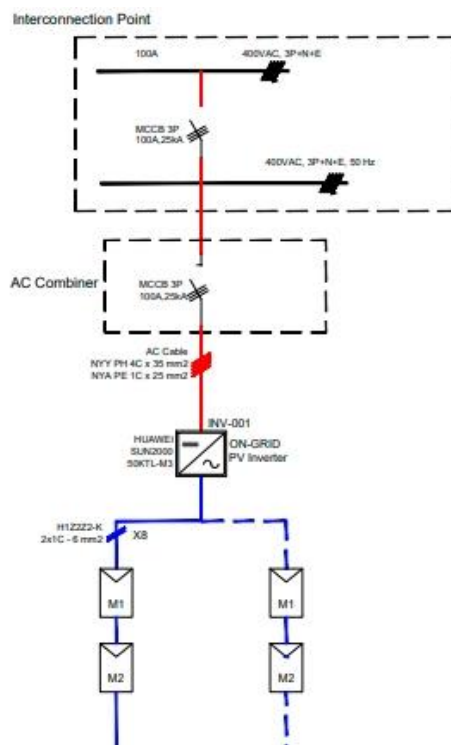 Interconnection Point
100A
400VAC, 3P+N+E
MCCB 3P
100A,25kA
400VAC, 3P+N+E, 50 Hz
AC Combiner
MCCB 3P
100A,25kA
AC Cable
NYY PH 4C x 35 mm2
NYA PE 1C x 25 mm2
INV-001
HUAWEI
SUN2000
50KTL-M3
ON-GRID
PV Inverter
H1Z2Z2-K
2x1C - 6 mm2
X8
M1
M1
M2
M2